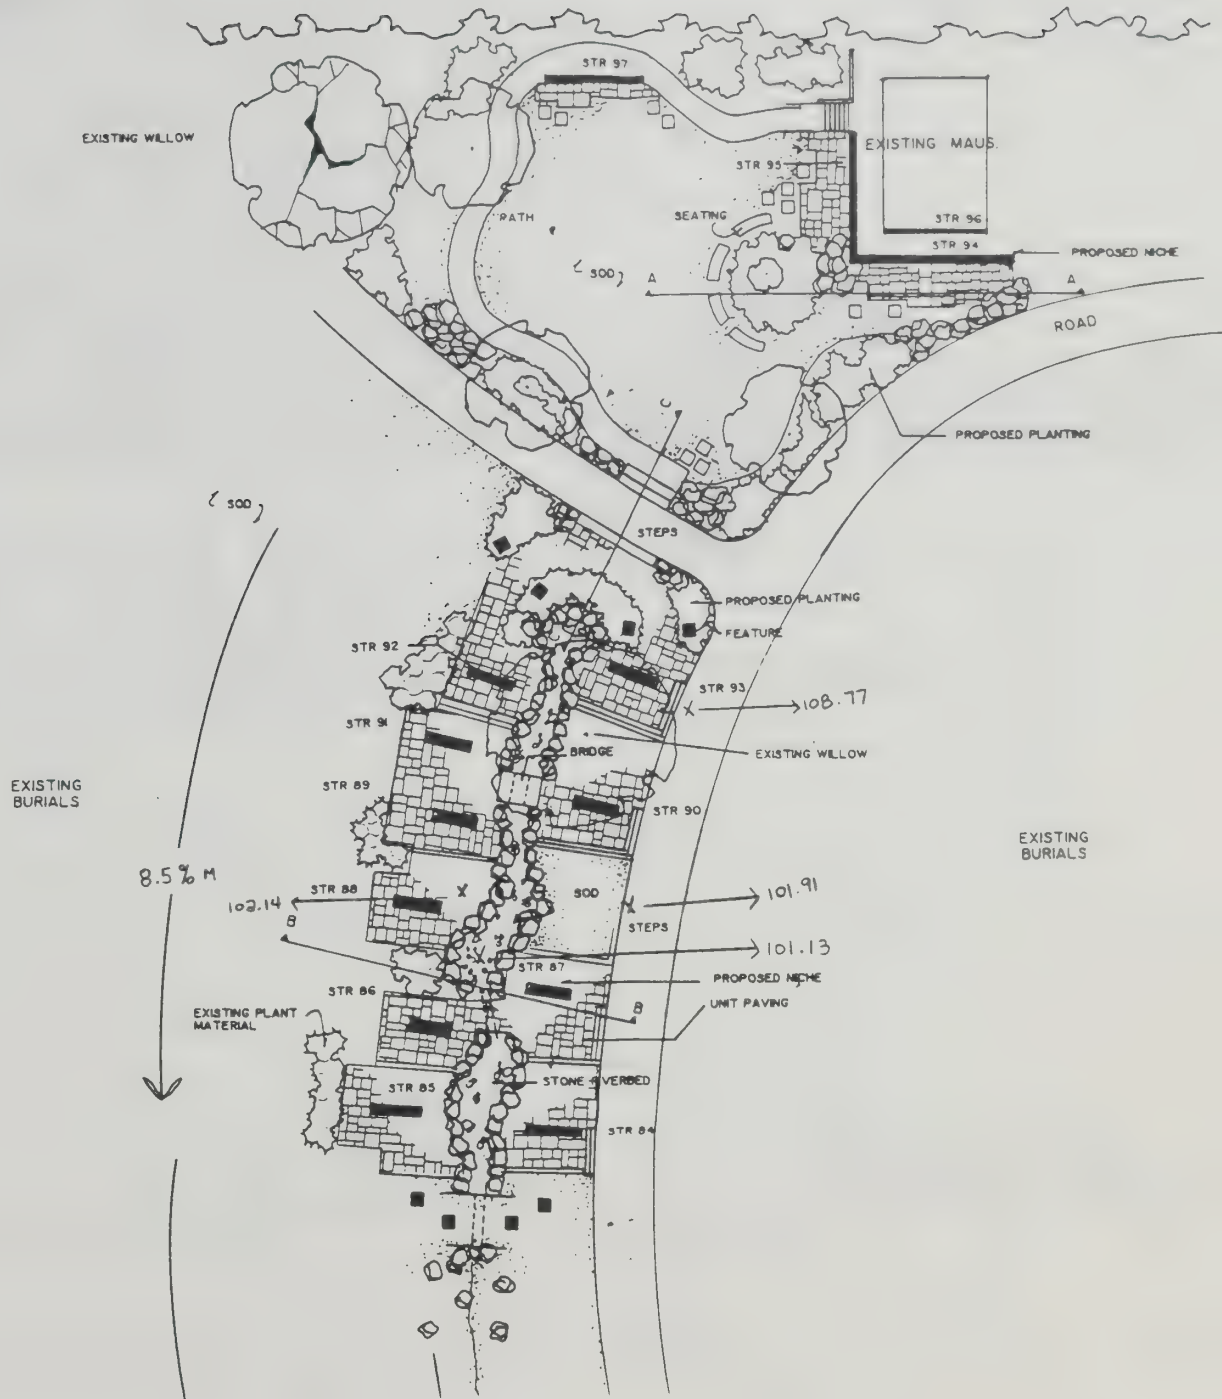 STR 97
EXISTING WILLOW
EXISTING MAUS.
STR 95
PATH
SEATING
STR 96
STR 94
PROPOSED NICHE
SOD
A
A
ROAD
C
PROPOSED PLANTING
SOD
STEPS
PROPOSED PLANTING
FEATURE
STR 92
STR 93
108.77
STR 91
BRIDGE
EXISTING WILLOW
EXISTING
BURIALS
STR 89
STR 90
EXISTING
BURIALS
8.5% M
STR 88
X
SOD
101.91
102.14
B
STEPS
101.13
STR 87
PROPOSED NICHE
STR 86
UNIT PAVING
B
EXISTING PLANT
MATERIAL
STONE RIVERBED
STR 85
STR 84